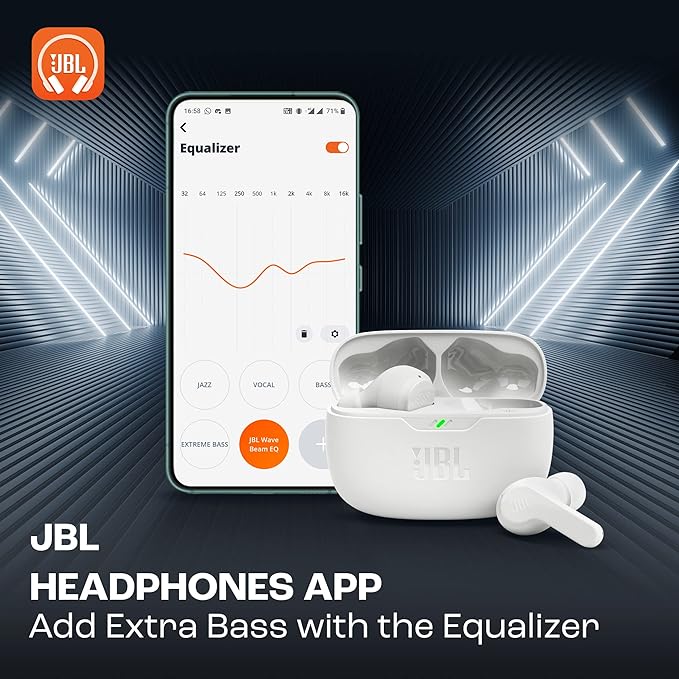 JBL
16:58 71%
Equalizer
32 64 125 250 500 1k 2k 4k 8k 16k
JAZZ VOCAL BASS
EXTREME BASS JBL Wave
Beam EQ +
JBL
JBL
HEADPHONES APP
Add Extra Bass with the Equalizer